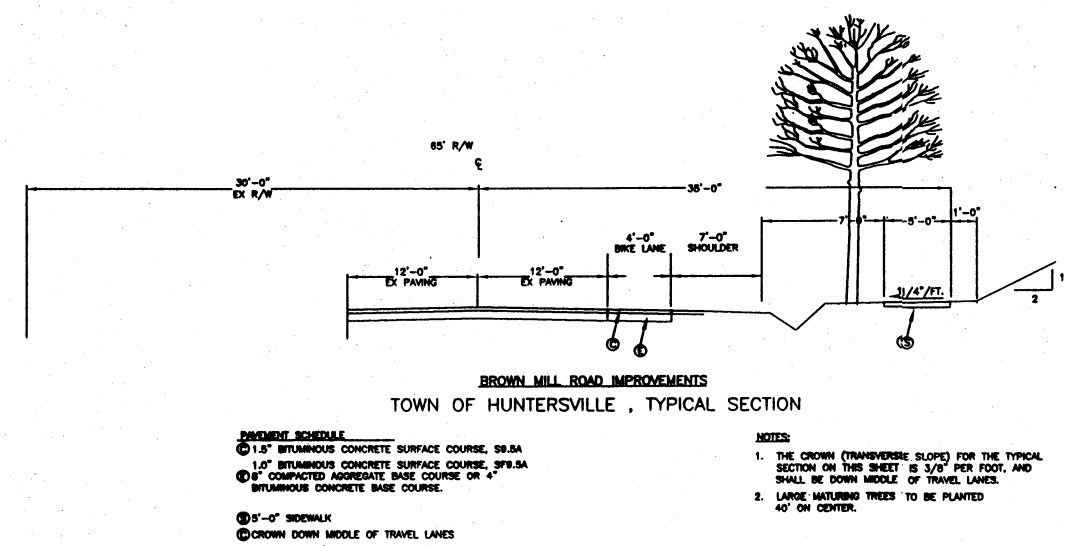 65' R/W
℄
30'-0"
EX R/W
35'-0"
7'-0"
5'-0"
1'-0"
4'-0"
BIKE LANE
7'-0"
SHOULDER
12'-0"
EX PAVING
12'-0"
EX PAVING
1/4"/FT.
1
2
C
E
S
BROWN MILL ROAD IMPROVEMENTS
TOWN OF HUNTERSVILLE , TYPICAL SECTION
PAVEMENT SCHEDULE
C 1.5" BITUMINOUS CONCRETE SURFACE COURSE, S9.5A
1.0" BITUMINOUS CONCRETE SURFACE COURSE, SF9.5A
E 8" COMPACTED AGGREGATE BASE COURSE OR 4"
BITUMINOUS CONCRETE BASE COURSE.
S 5'-0" SIDEWALK
C CROWN DOWN MIDDLE OF TRAVEL LANES
NOTES:
1. THE CROWN (TRANSVERSE SLOPE) FOR THE TYPICAL
SECTION ON THIS SHEET IS 3/8" PER FOOT, AND
SHALL BE DOWN MIDDLE OF TRAVEL LANES.
2. LARGE MATURING TREES TO BE PLANTED
40' ON CENTER.